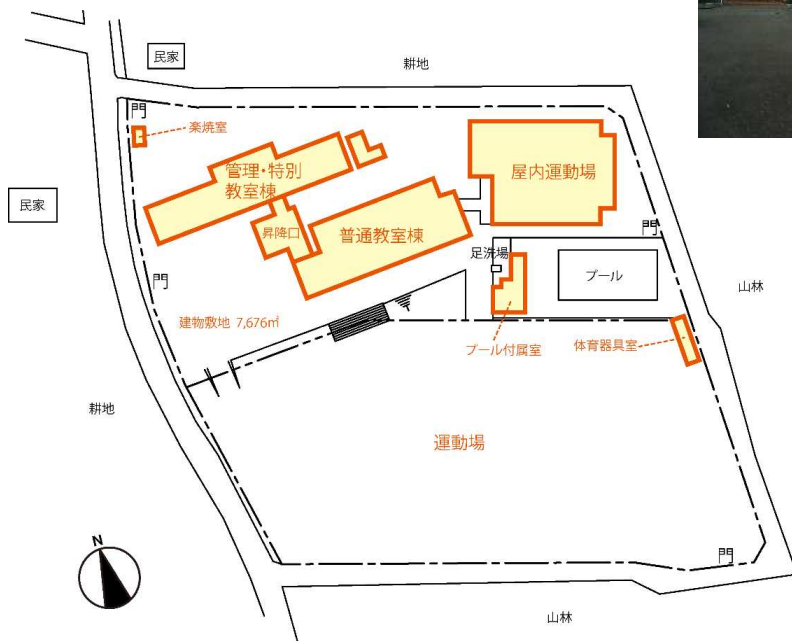 民家
耕地
門
楽焼室
管理・特別
教室棟
屋内運動場
民家
昇降口
普通教室棟
門
足洗場
プール
門
山林
建物敷地 7,676㎡
プール付属室
体育器具室
耕地
運動場
N
門
山林